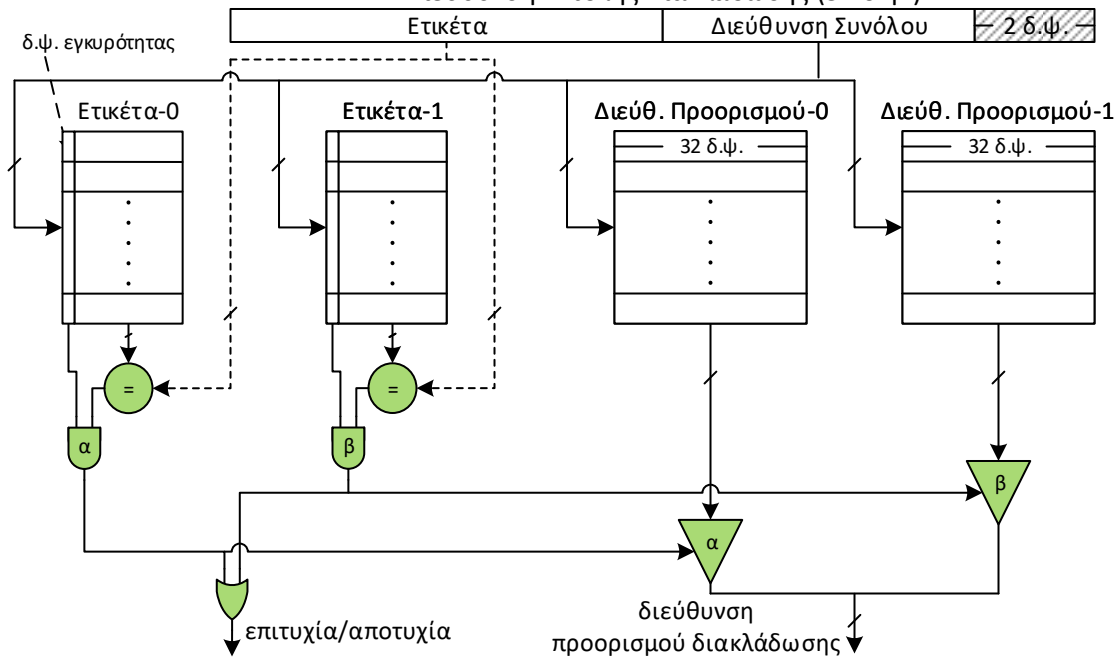 Ετικέτα
Διεύθυνση Συνόλου
2 δ.ψ.
δ.ψ. εγκυρότητας
Ετικέτα-0
Ετικέτα-1
Διεύθ. Προορισμού-0
Διεύθ. Προορισμού-1
32 δ.ψ.
32 δ.ψ.
=
=
α
β
β
α
επιτυχία/αποτυχία
διεύθυνση
προορισμού διακλάδωσης